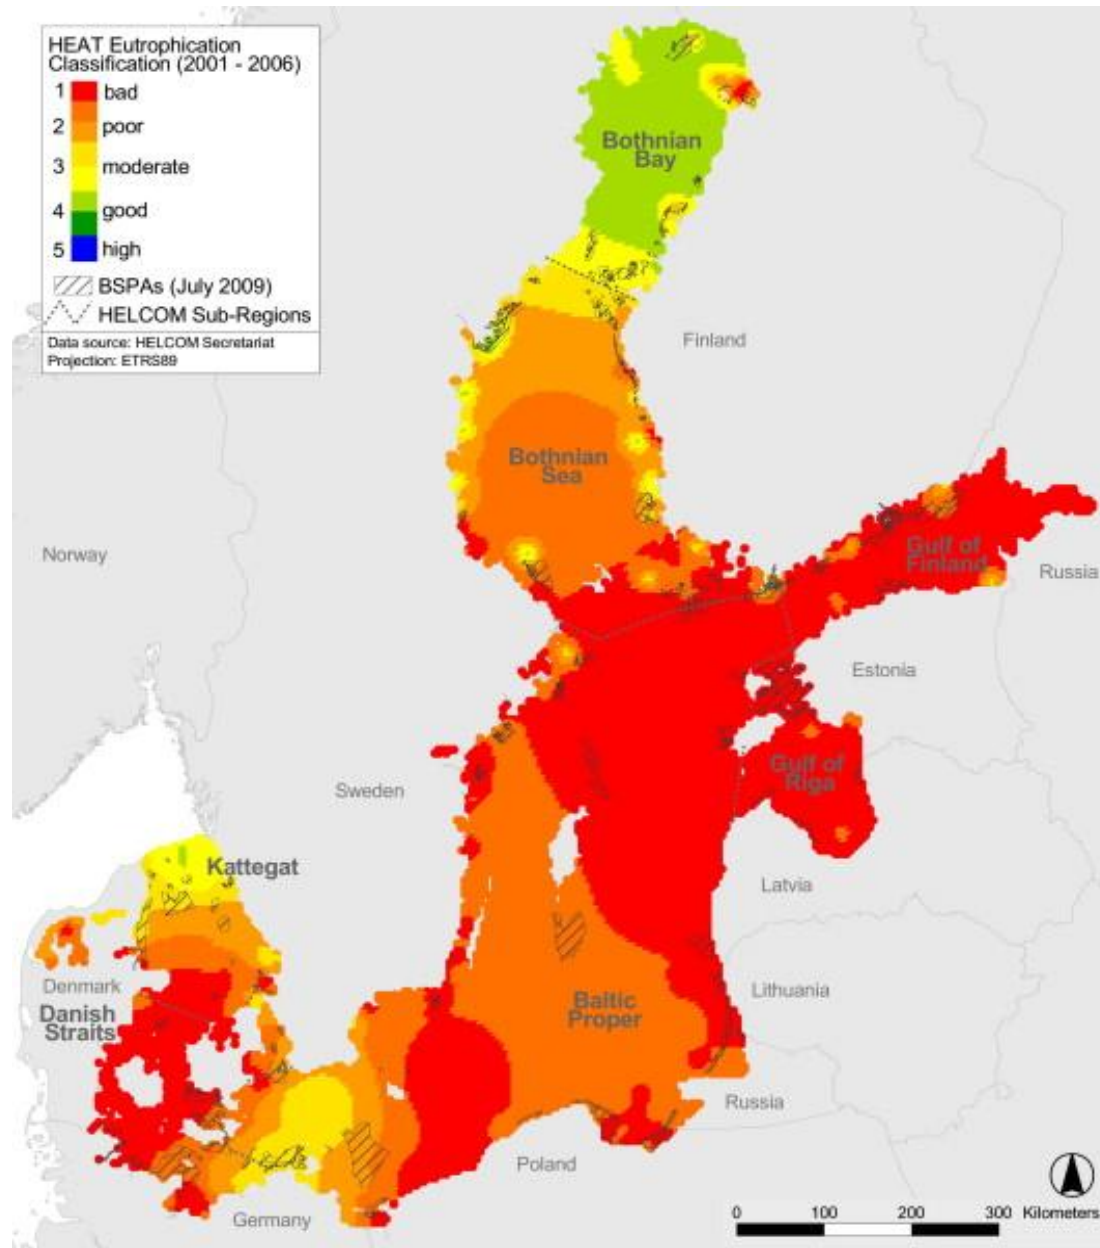 HEAT Eutrophication
Classification (2001 - 2006)
1 bad
2 poor
3 moderate
4 good
5 high
BSPAs (July 2009)
HELCOM Sub-Regions
Data source: HELCOM Secretariat
Projection: ETRS89
Bothnian
Bay
Finland
Bothnian
Sea
Norway
Gulf of
Finland
Russia
Estonia
Sweden
Gulf of
Riga
Kattegat
Latvia
Denmark
Lithuania
Danish
Straits
Baltic
Proper
Russia
Poland
Germany
0 100 200 300 Kilometers